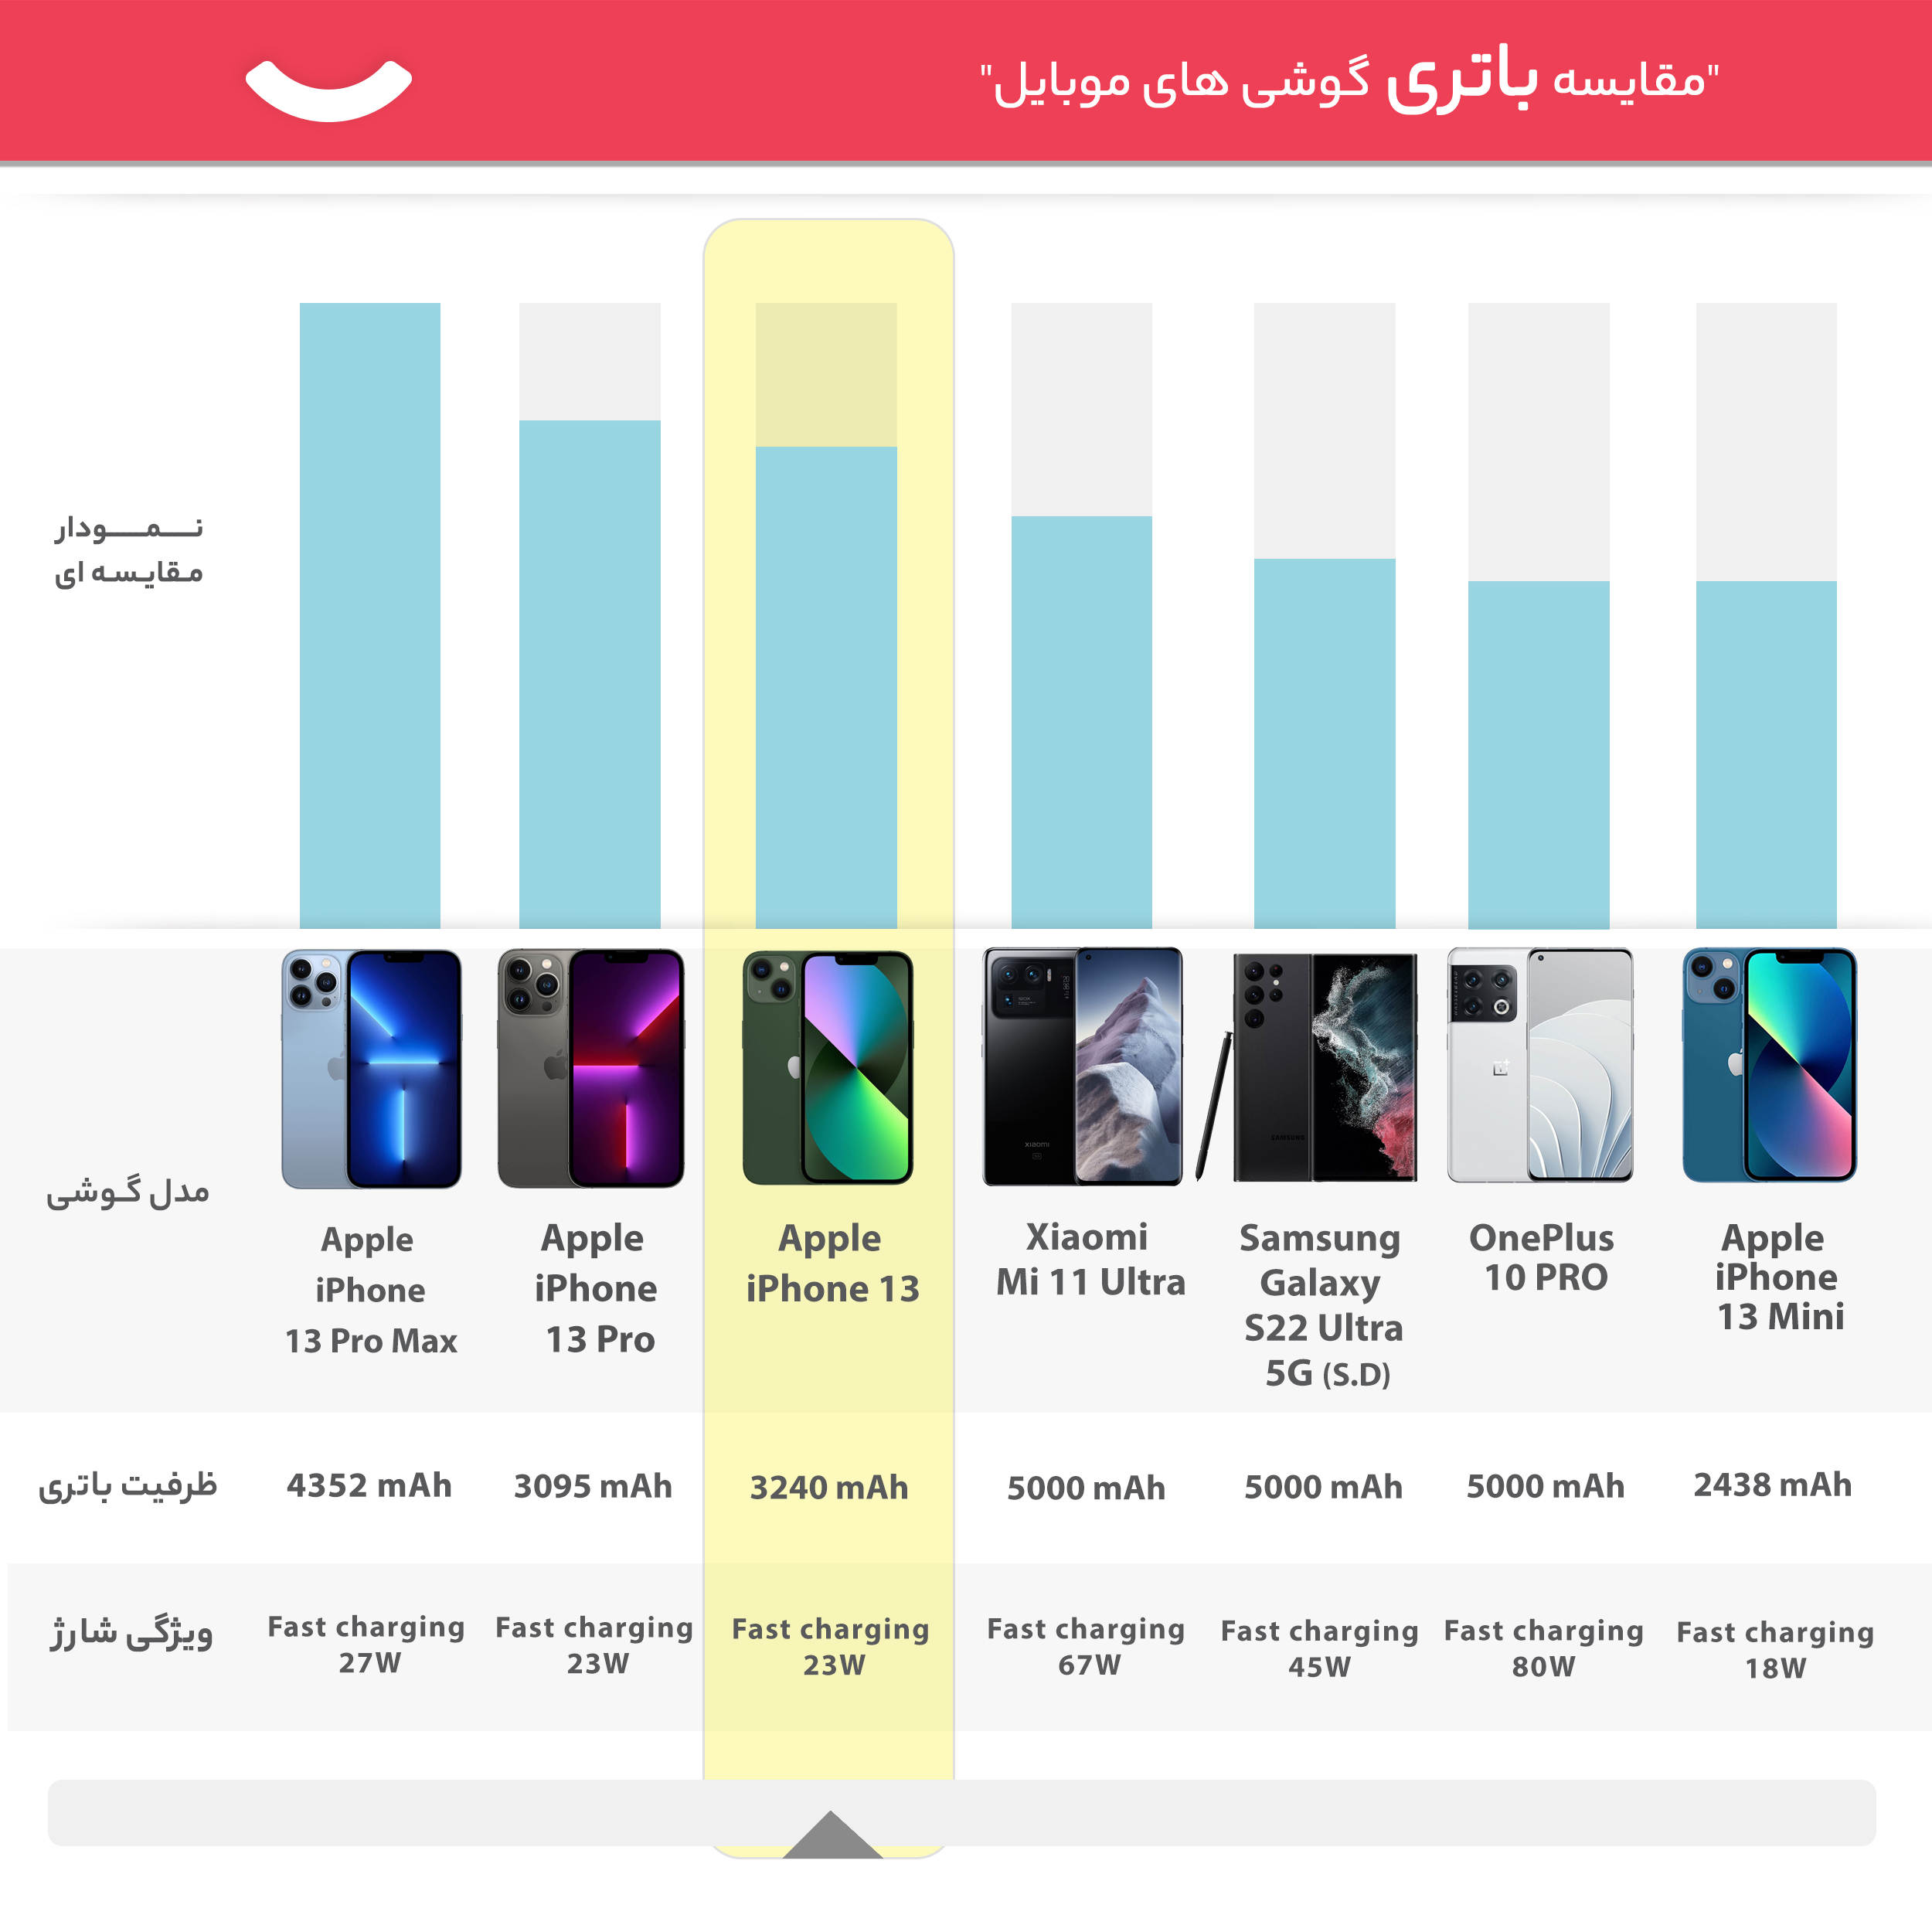 "مقایسه باتری گوشی های موبایل"
نمودار
مقایسه ای
مدل گوشی
Apple
iPhone
13 Pro Max
Apple
iPhone
13 Pro
Apple
iPhone 13
Xiaomi
Mi 11 Ultra
Samsung
Galaxy
S22 Ultra
5G (S.D)
OnePlus
10 PRO
Apple
iPhone
13 Mini
ظرفیت باتری
4352 mAh
3095 mAh
3240 mAh
5000 mAh
5000 mAh
5000 mAh
2438 mAh
ویژگی شارژ
Fast charging
27W
Fast charging
23W
Fast charging
23W
Fast charging
67W
Fast charging
45W
Fast charging
80W
Fast charging
18W